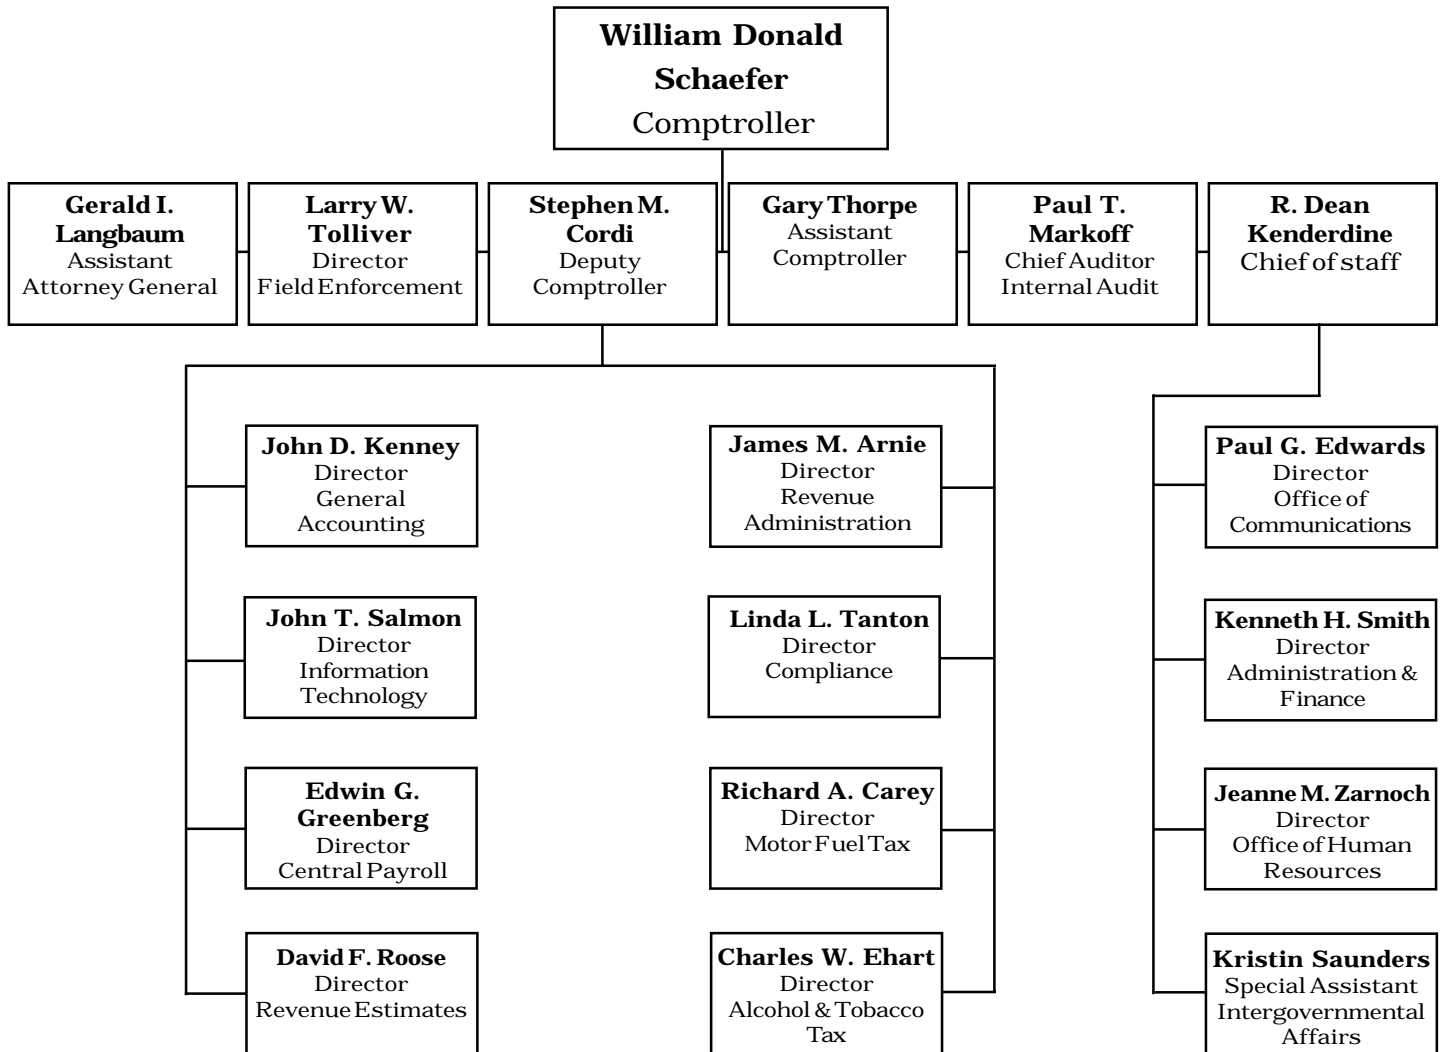 William Donald
Schaefer
Comptroller
Gerald I.
Langbaum
Assistant
Attorney General
Larry W.
Tolliver
Director
Field Enforcement
Stephen M.
Cordi
Deputy
Comptroller
Gary Thorpe
Assistant
Comptroller
Paul T.
Markoff
Chief Auditor
Internal Audit
R. Dean
Kenderdine
Chief of staff
John D. Kenney
Director
General
Accounting
James M. Arnie
Director
Revenue
Administration
Paul G. Edwards
Director
Office of
Communications
John T. Salmon
Director
Information
Technology
Linda L. Tanton
Director
Compliance
Kenneth H. Smith
Director
Administration &
Finance
Edwin G.
Greenberg
Director
Central Payroll
Richard A. Carey
Director
Motor Fuel Tax
Jeanne M. Zarnoch
Director
Office of Human
Resources
David F. Roose
Director
Revenue Estimates
Charles W. Ehart
Director
Alcohol & Tobacco
Tax
Kristin Saunders
Special Assistant
Intergovernmental
Affairs